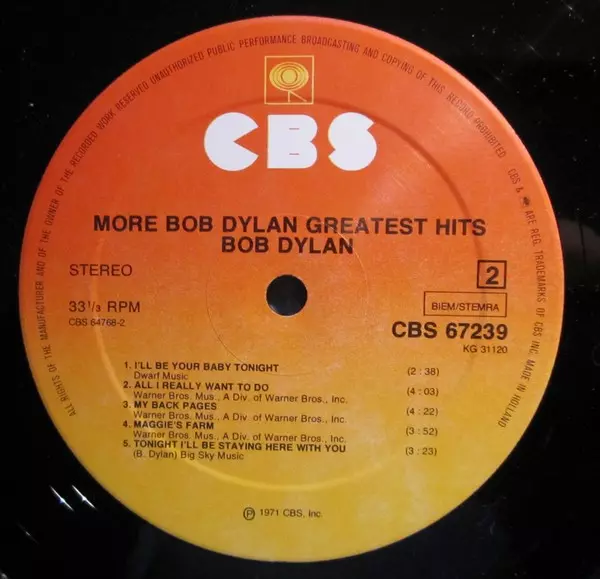 ALL RIGHTS OF THE MANUFACTURER AND OF THE OWNER OF THE RECORDED WORK RESERVED UNAUTHORIZED PUBLIC PERFORMANCE BROADCASTING AND COPYING OF THIS RECORD PROHIBITED
CBS & ARE REG. TRADEMARKS OF CBS INC. MADE IN HOLLAND
CBS
MORE BOB DYLAN GREATEST HITS
BOB DYLAN
STEREO
2
33 1/3 RPM
BIEM/STEMRA
CBS 64768-2
CBS 67239
KG 31120
1. I'LL BE YOUR BABY TONIGHT (2 : 38)
Dwarf Music
2. ALL I REALLY WANT TO DO (4 : 03)
Warner Bros. Mus., A Div. of Warner Bros., Inc.
3. MY BACK PAGES (4 : 22)
Warner Bros. Mus., A Div. of Warner Bros., Inc.
4. MAGGIE'S FARM (3 : 52)
Warner Bros. Mus., A Div. of Warner Bros., Inc.
5. TONIGHT I'LL BE STAYING HERE WITH YOU (3 : 23)
(B. Dylan) Big Sky Music
℗ 1971 CBS, Inc.